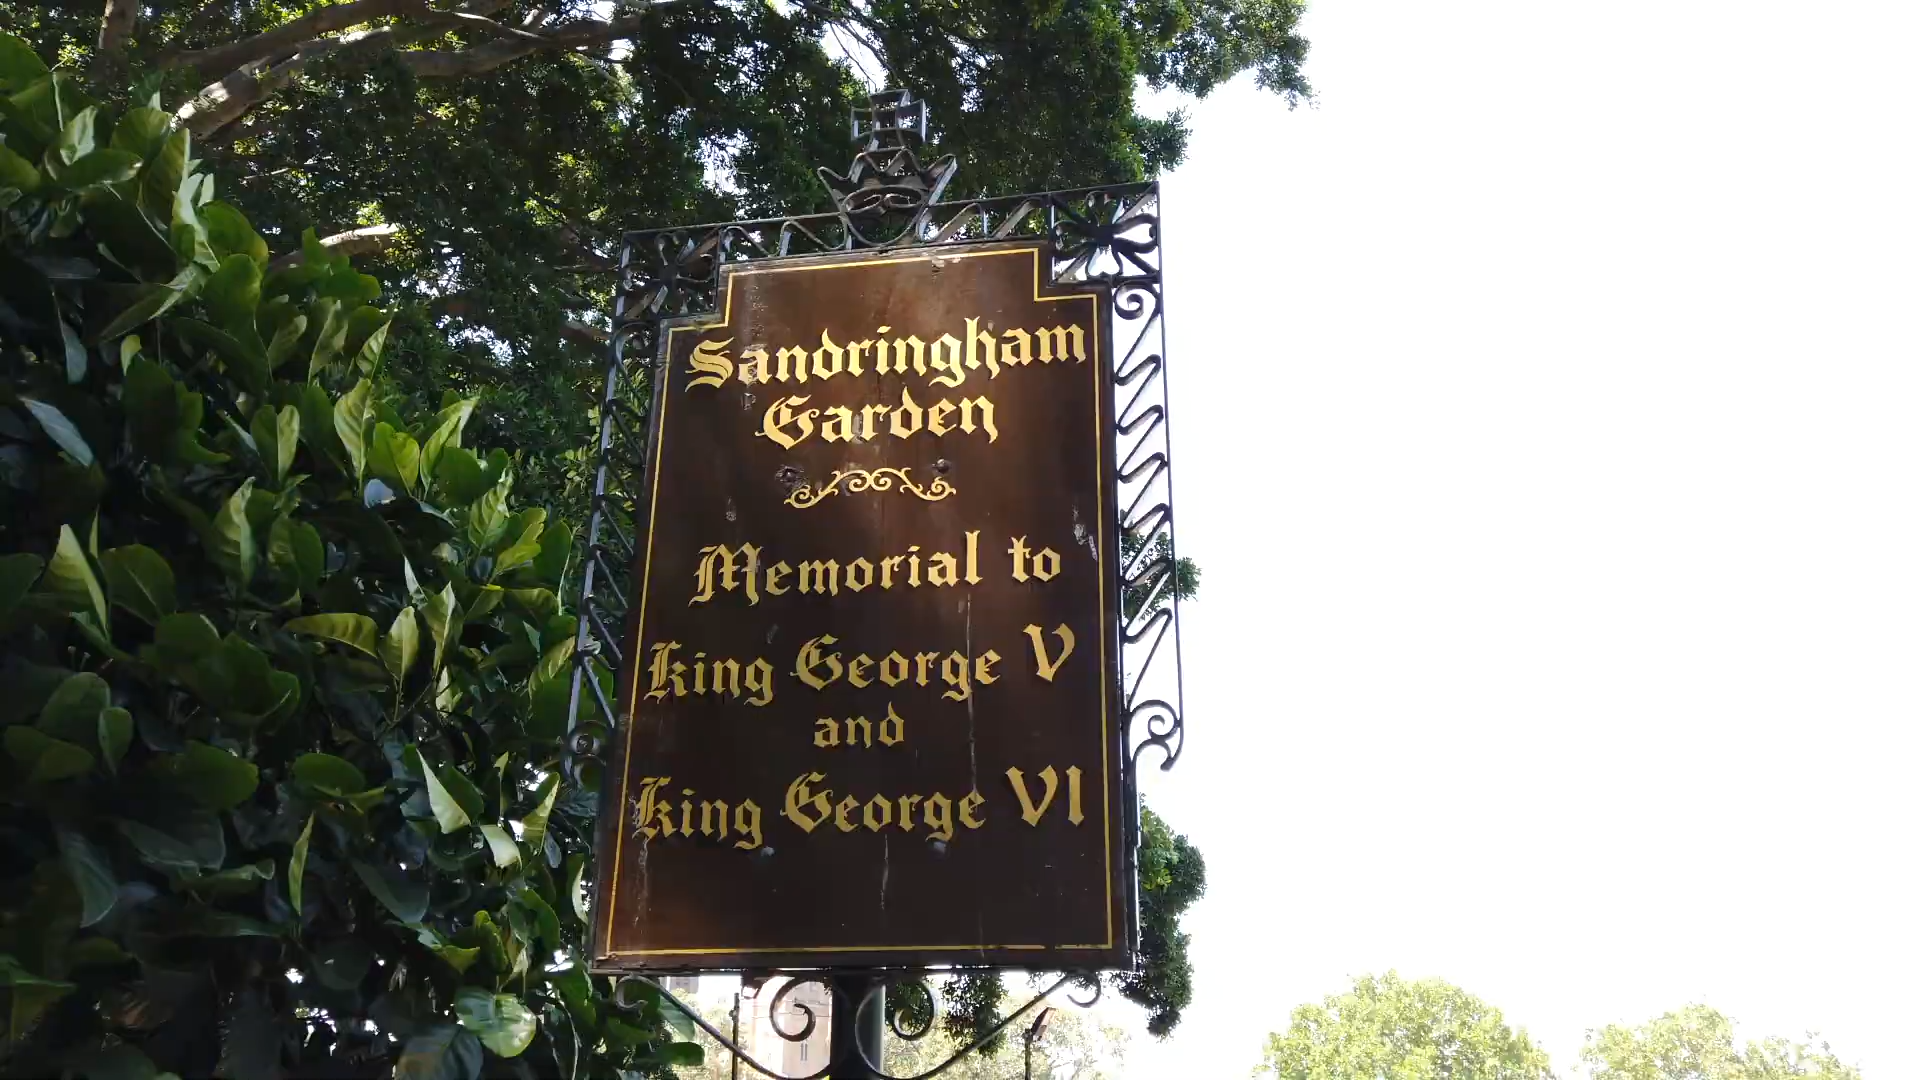 Sandringham
Garden
Memorial to
King George V
and
King George VI